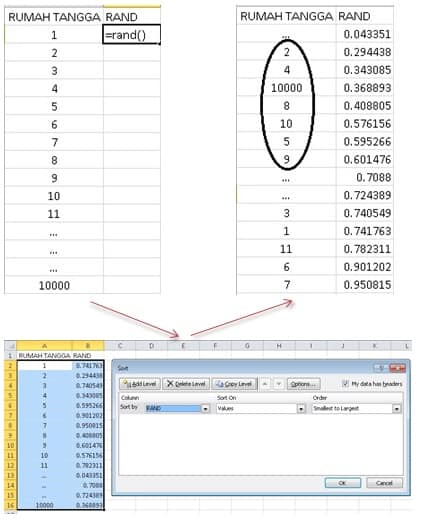 RUMAH TANGGA RAND
1 =rand()
2
3
4
5
6
7
8
9
10
11
...
...
...
10000
RUMAH TANGGA RAND
... 0.043351
2 0.294438
4 0.343085
10000 0.368893
8 0.408805
10 0.576156
5 0.595266
9 0.601476
... 0.7088
... 0.724389
3 0.740549
1 0.741763
11 0.782311
6 0.901202
7 0.950815
A B C D E F G H I J K L
1 RUMAH TANGGA RAND
2 1 0.741763
3 2 0.294438
4 3 0.740549
5 4 0.343085
6 5 0.595266
7 6 0.901202
8 7 0.950815
9 8 0.408805
10 9 0.601476
11 10 0.576156
12 11 0.782311
13 ... 0.043351
14 ... 0.7088
15 ... 0.724389
16 10000 0.368893
Sort
Add Level Delete Level Copy Level Options... My data has headers
Column Sort On Order
Sort by RAND Values Smallest to Largest
OK Cancel